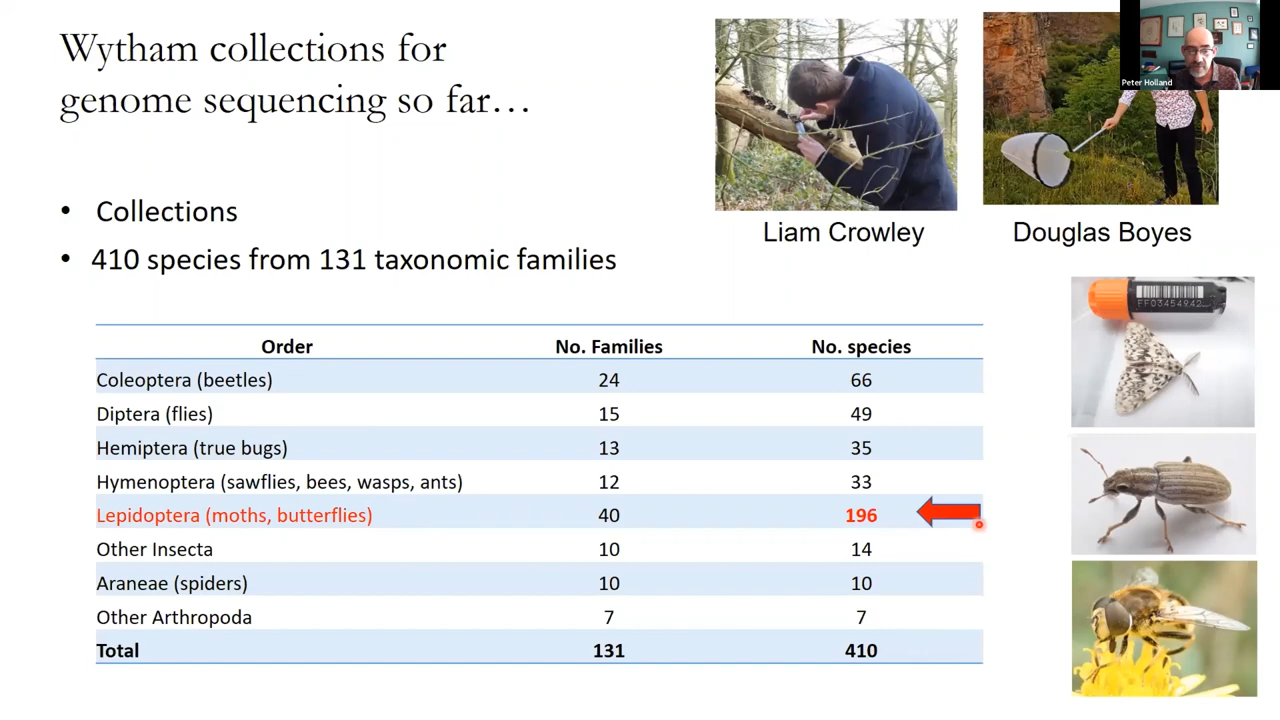 Wytham collections for
genome sequencing so far…
Peter Holland
Liam Crowley
Douglas Boyes
• Collections
• 410 species from 131 taxonomic families
FF03454942
Order No. Families No. species
Coleoptera (beetles) 24 66
Diptera (flies) 15 49
Hemiptera (true bugs) 13 35
Hymenoptera (sawflies, bees, wasps, ants) 12 33
Lepidoptera (moths, butterflies) 40 196
Other Insecta 10 14
Araneae (spiders) 10 10
Other Arthropoda 7 7
Total 131 410